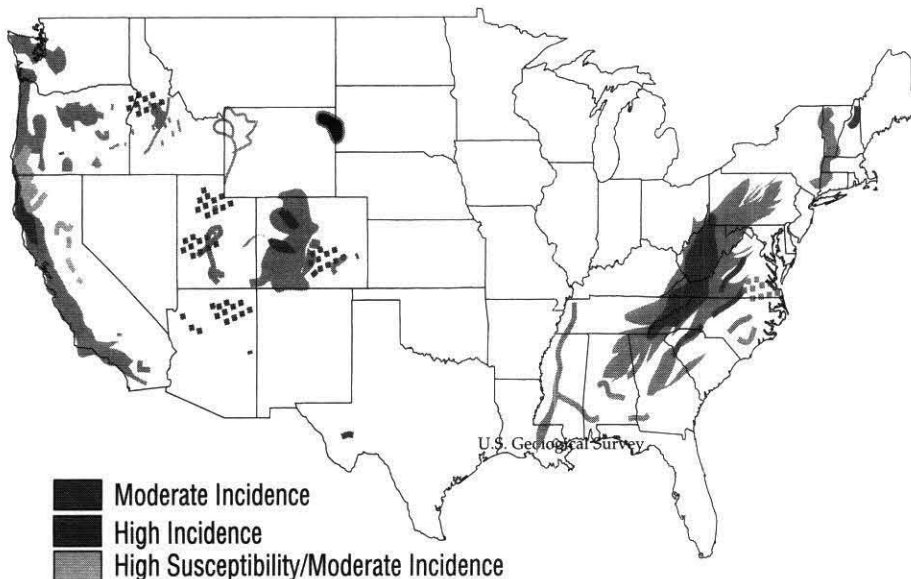 U.S. Geological Survey
Moderate Incidence
High Incidence
High Susceptibility/Moderate Incidence